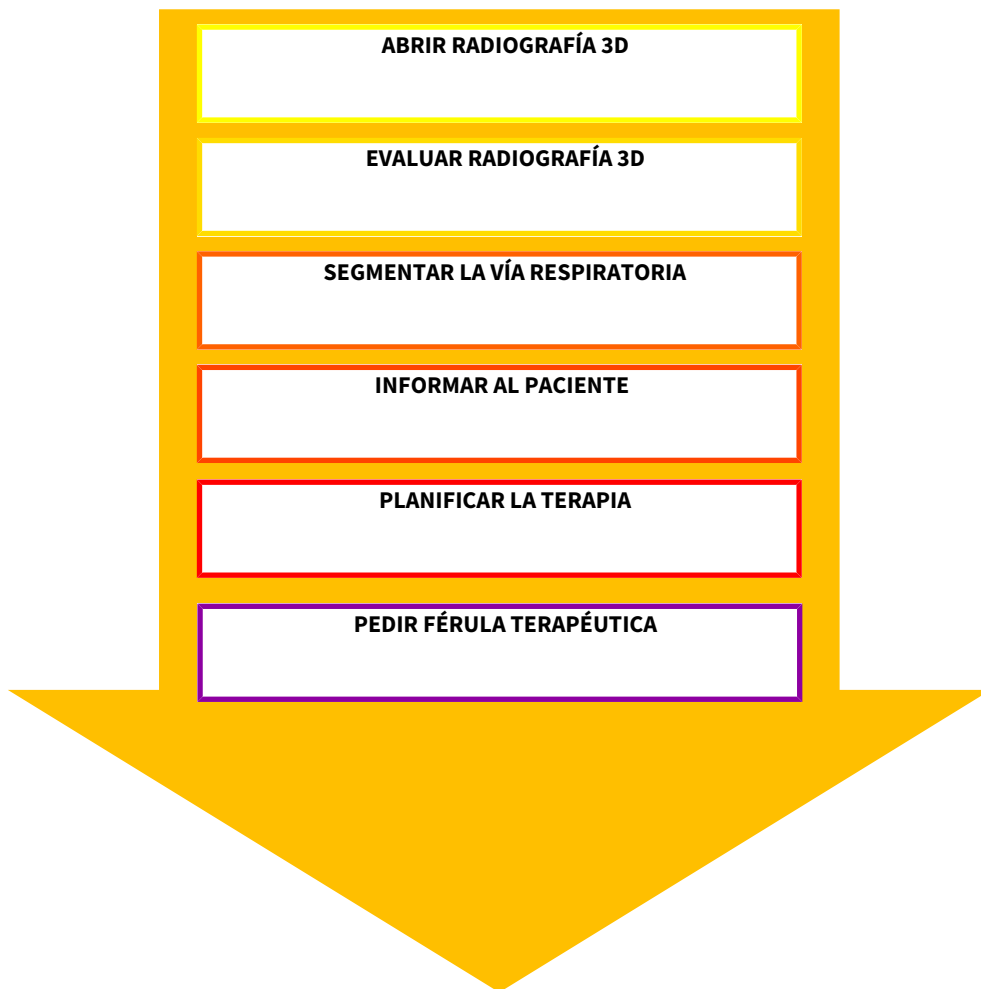 ABRIR RADIOGRAFÍA 3D
EVALUAR RADIOGRAFÍA 3D
SEGMENTAR LA VÍA RESPIRATORIA
INFORMAR AL PACIENTE
PLANIFICAR LA TERAPIA
PEDIR FÉRULA TERAPÉUTICA